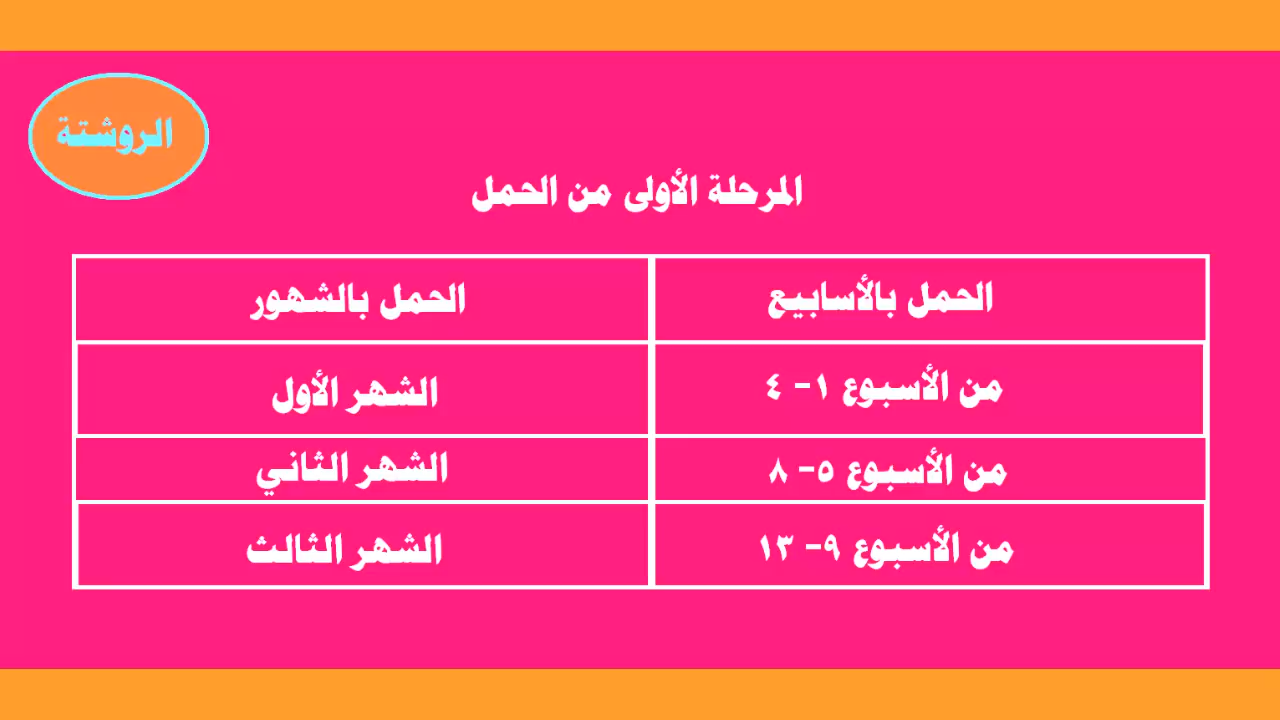 الروشتة
المرحلة الأولى من الحمل
الحمل بالأسابيع
الحمل بالشهور
من الأسبوع ١- ٤
الشهر الأول
من الأسبوع ٥- ٨
الشهر الثاني
من الأسبوع ٩- ١٣
الشهر الثالث